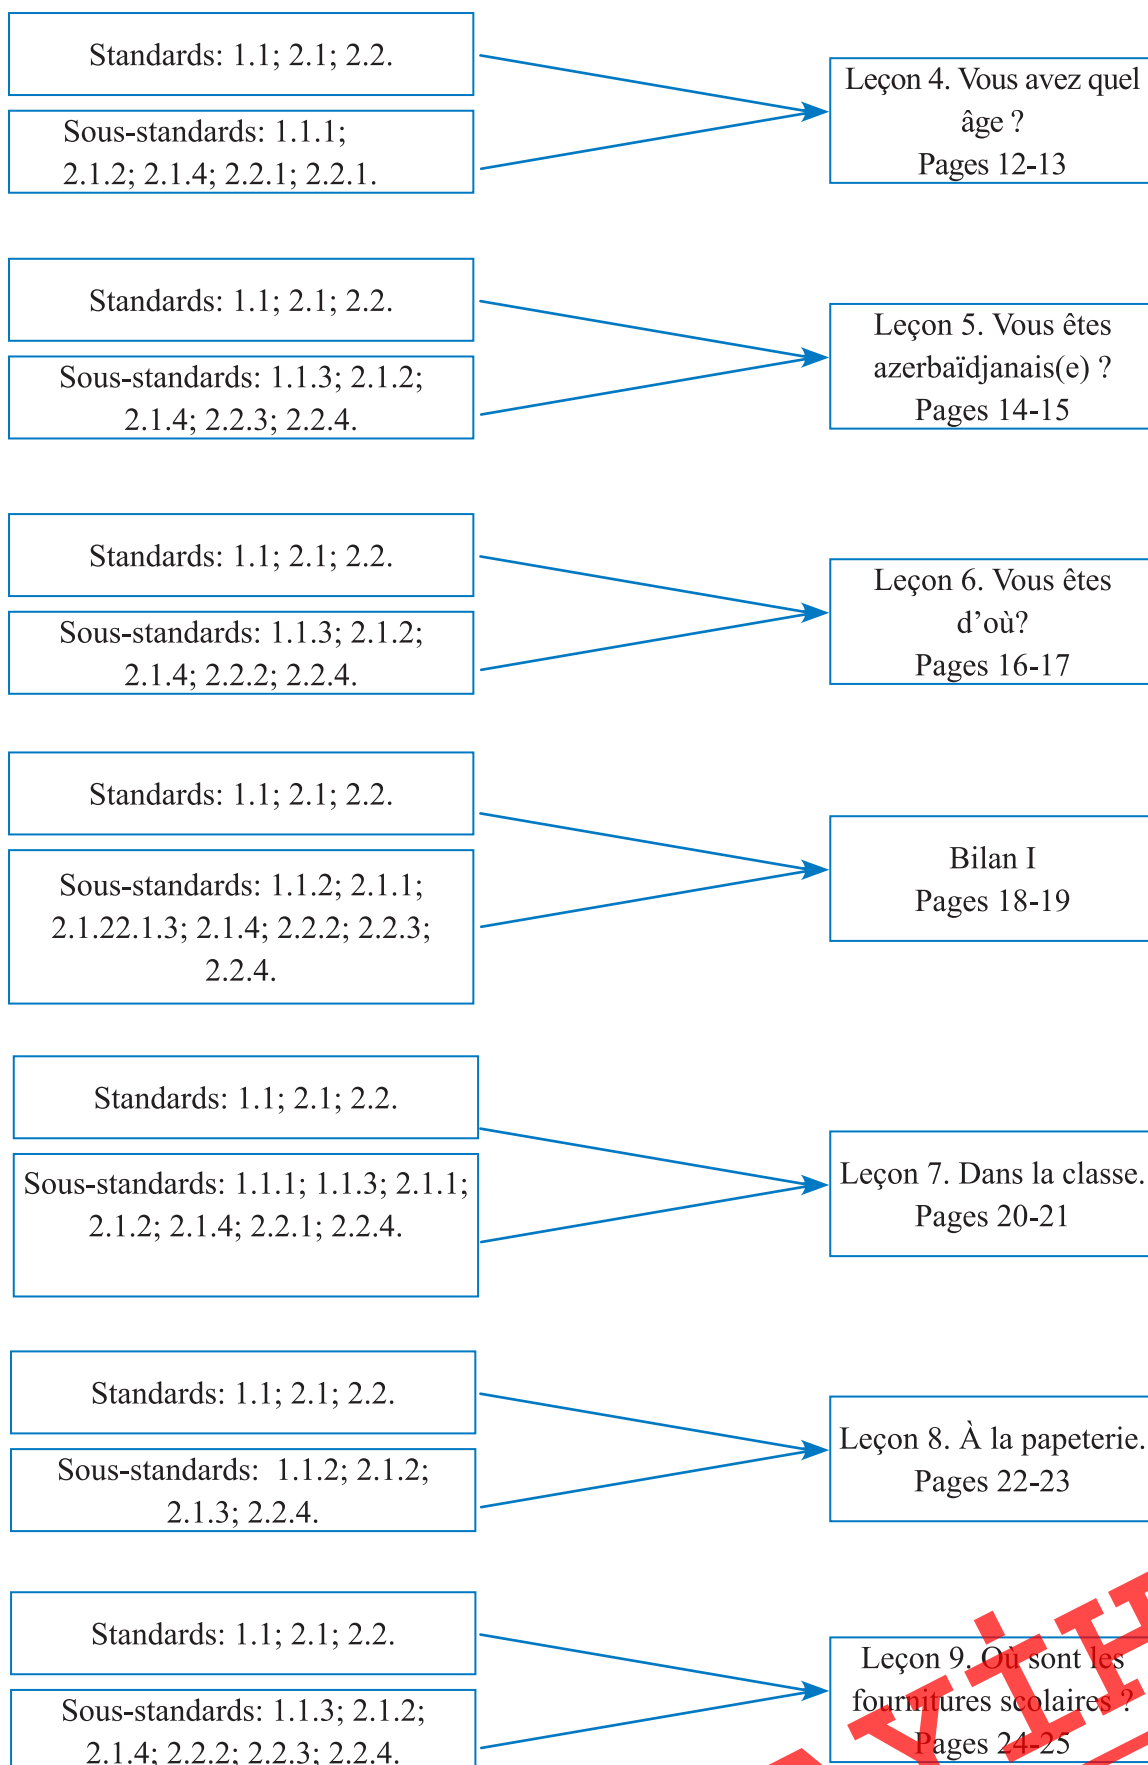 Standards: 1.1; 2.1; 2.2.
Sous-standards: 1.1.1;
2.1.2; 2.1.4; 2.2.1; 2.2.1.
Leçon 4. Vous avez quel
âge ?
Pages 12-13
Standards: 1.1; 2.1; 2.2.
Sous-standards: 1.1.3; 2.1.2;
2.1.4; 2.2.3; 2.2.4.
Leçon 5. Vous êtes
azerbaïdjanais(e) ?
Pages 14-15
Standards: 1.1; 2.1; 2.2.
Sous-standards: 1.1.3; 2.1.2;
2.1.4; 2.2.2; 2.2.4.
Leçon 6. Vous êtes
d’où?
Pages 16-17
Standards: 1.1; 2.1; 2.2.
Sous-standards: 1.1.2; 2.1.1;
2.1.22.1.3; 2.1.4; 2.2.2; 2.2.3;
2.2.4.
Bilan I
Pages 18-19
Standards: 1.1; 2.1; 2.2.
Sous-standards: 1.1.1; 1.1.3; 2.1.1;
2.1.2; 2.1.4; 2.2.1; 2.2.4.
Leçon 7. Dans la classe.
Pages 20-21
Standards: 1.1; 2.1; 2.2.
Sous-standards: 1.1.2; 2.1.2;
2.1.3; 2.2.4.
Leçon 8. À la papeterie.
Pages 22-23
Standards: 1.1; 2.1; 2.2.
Sous-standards: 1.1.3; 2.1.2;
2.1.4; 2.2.2; 2.2.3; 2.2.4.
Leçon 9. Où sont les
fournitures scolaires ?
Pages 24-25